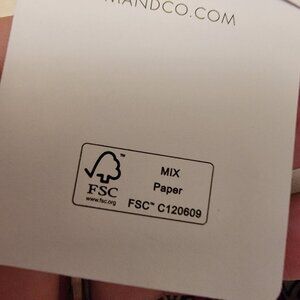 MANDCO.COM
FSC
www.fsc.org
MIX
Paper
FSC™ C120609